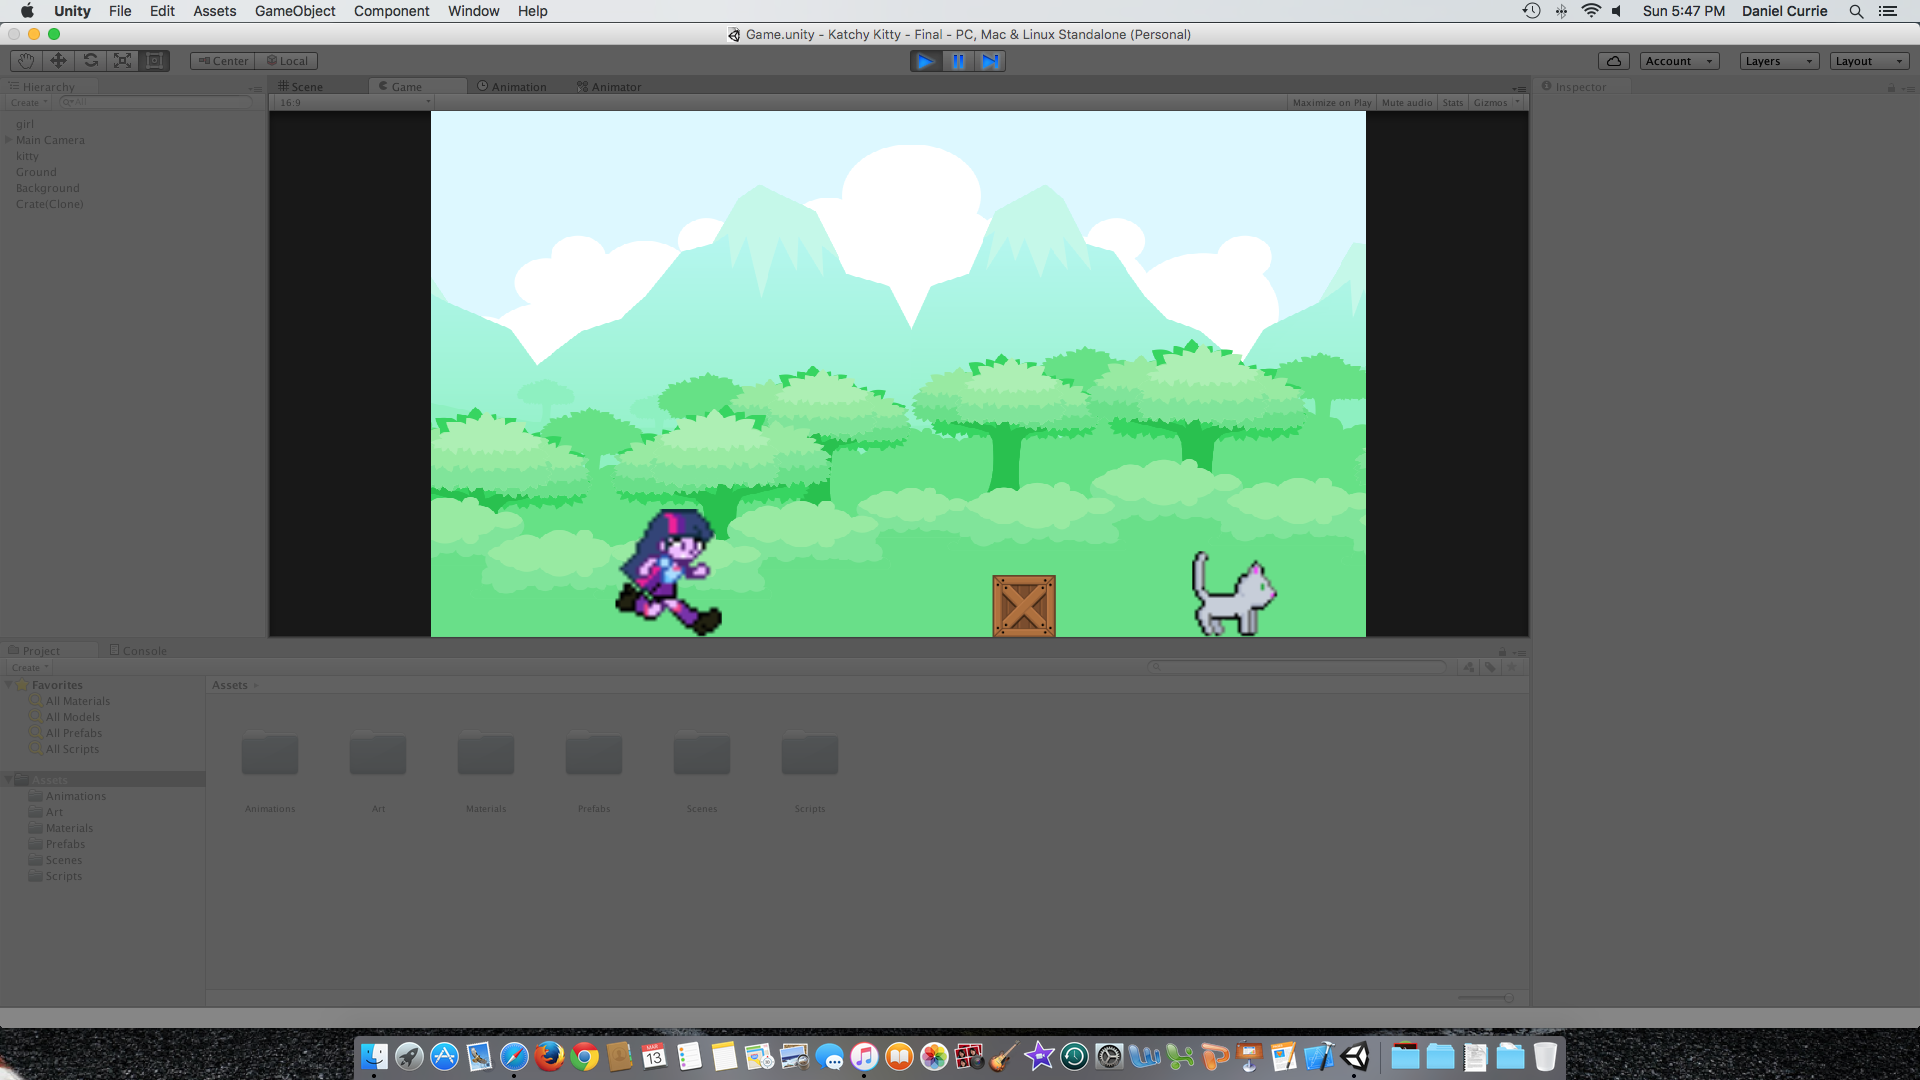 Unity File Edit Assets GameObject Component Window Help Sun 5:47 PM Daniel Currie
Game.unity - Katchy Kitty - Final - PC, Mac & Linux Standalone (Personal)
Center Local Account Layers Layout
Hierarchy Scene Game Animation Animator Inspector
Create All 16:9 Maximize on Play Mute audio Stats Gizmos
girl
Main Camera
kitty
Ground
Background
Crate(Clone)
Project Console
Create
Favorites Assets
All Materials
All Models
All Prefabs
All Scripts
Assets
Animations
Art
Materials
Prefabs
Scenes
Scripts
Animations Art Materials Prefabs Scenes Scripts
MAR
13